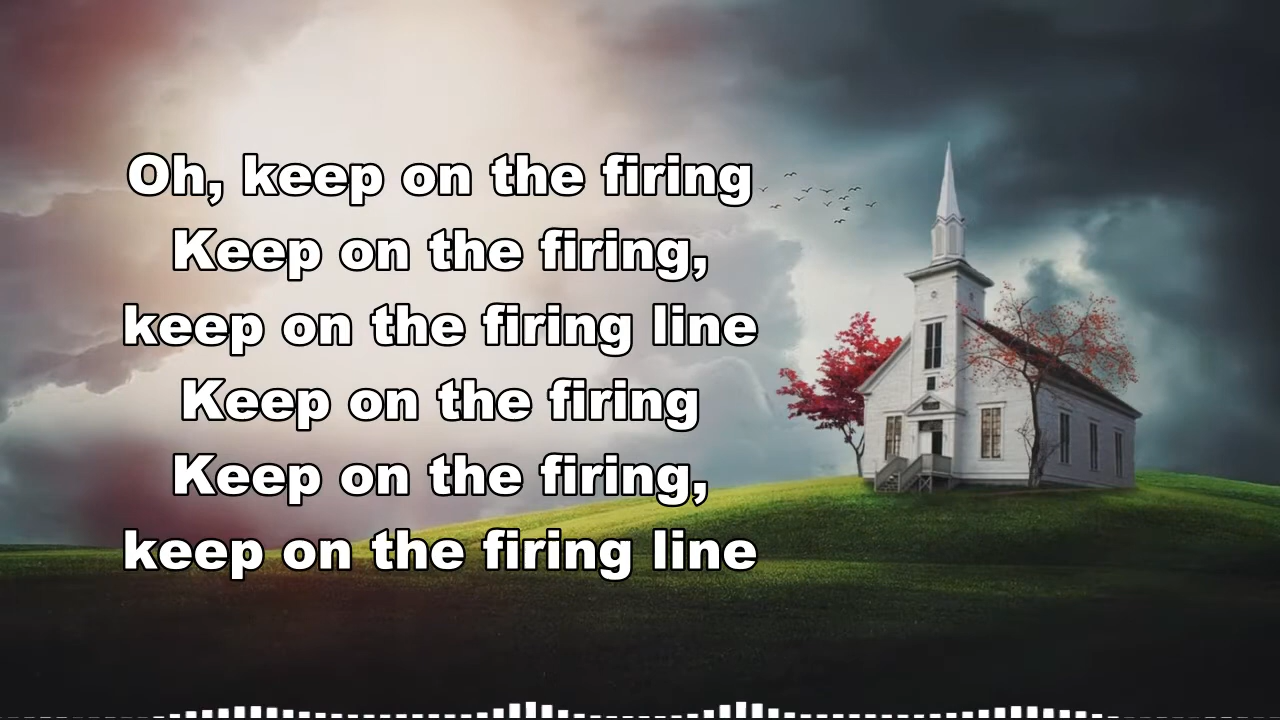 Oh, keep on the firing
Keep on the firing,
keep on the firing line
Keep on the firing
Keep on the firing,
keep on the firing line